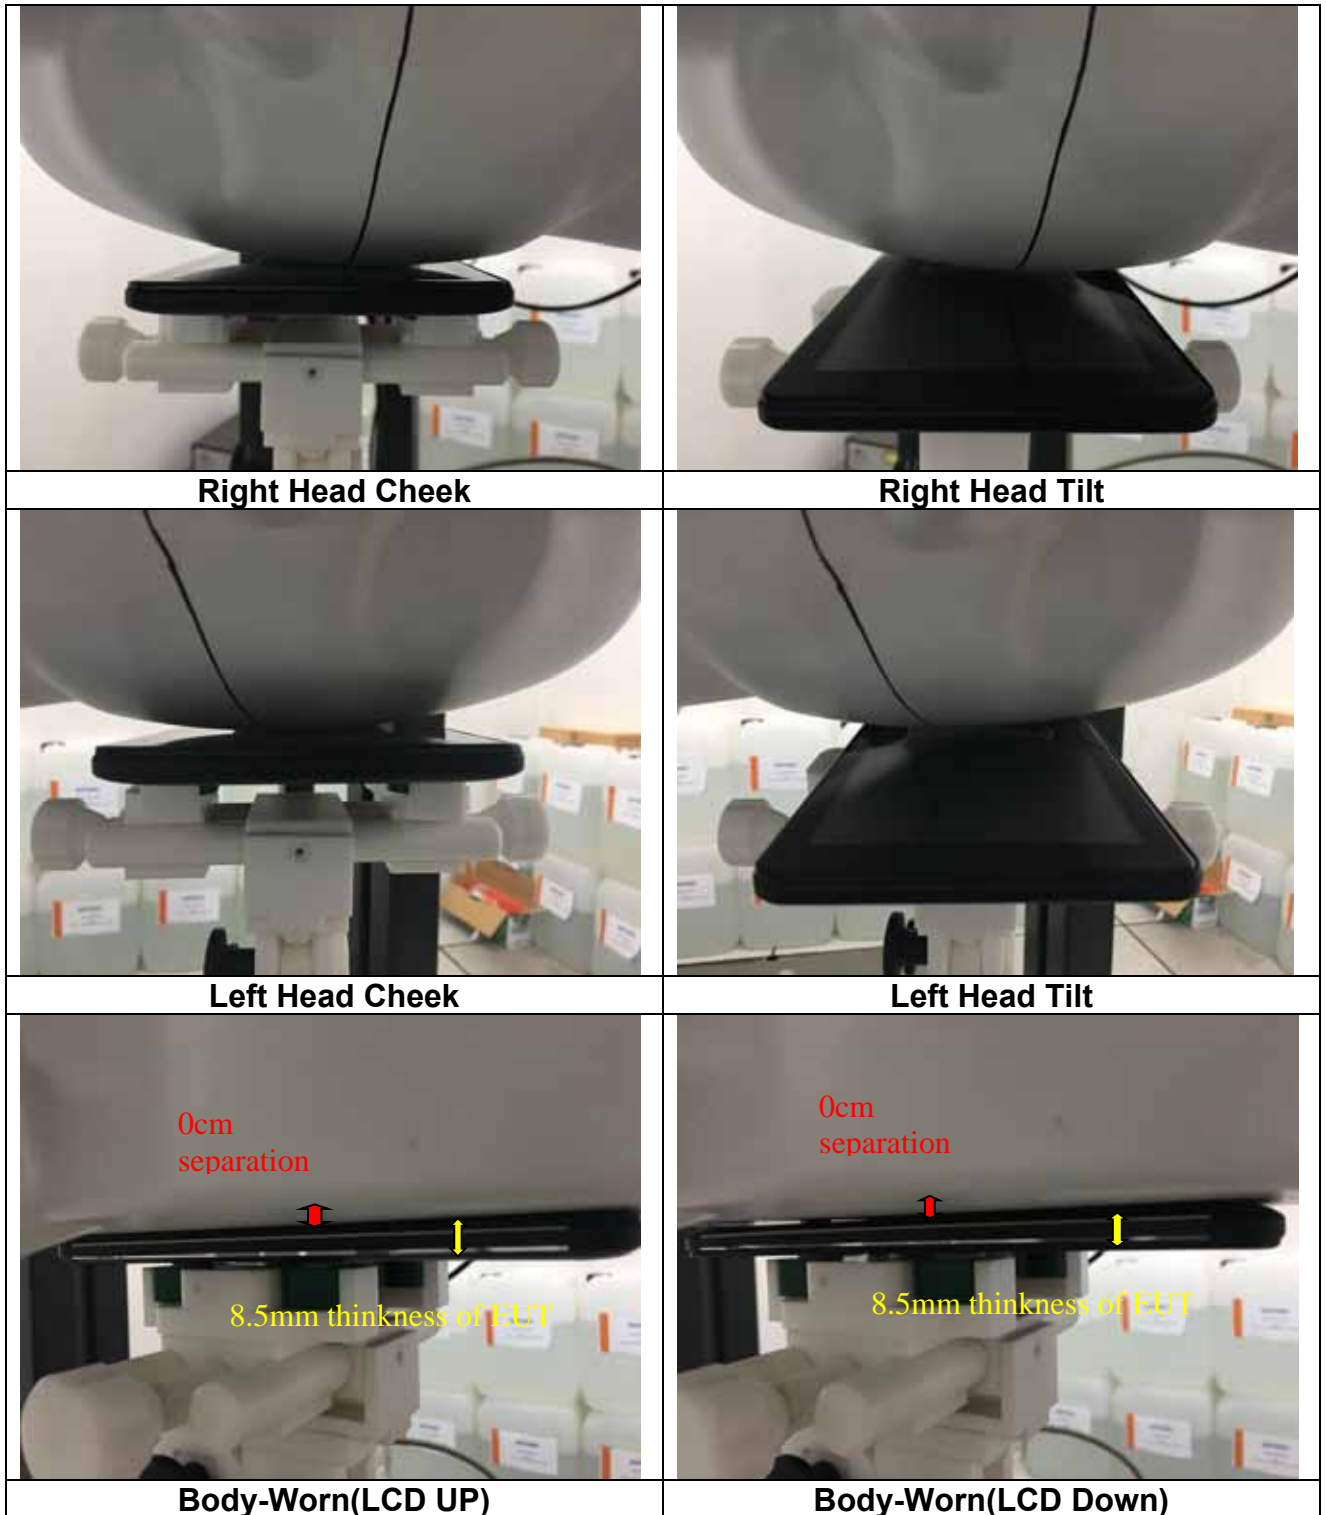 Right Head Cheek
Right Head Tilt
Left Head Cheek
Left Head Tilt
0cm
separation
8.5mm thinkness of EUT
0cm
separation
8.5mm thinkness of EUT
Body-Worn(LCD UP)
Body-Worn(LCD Down)